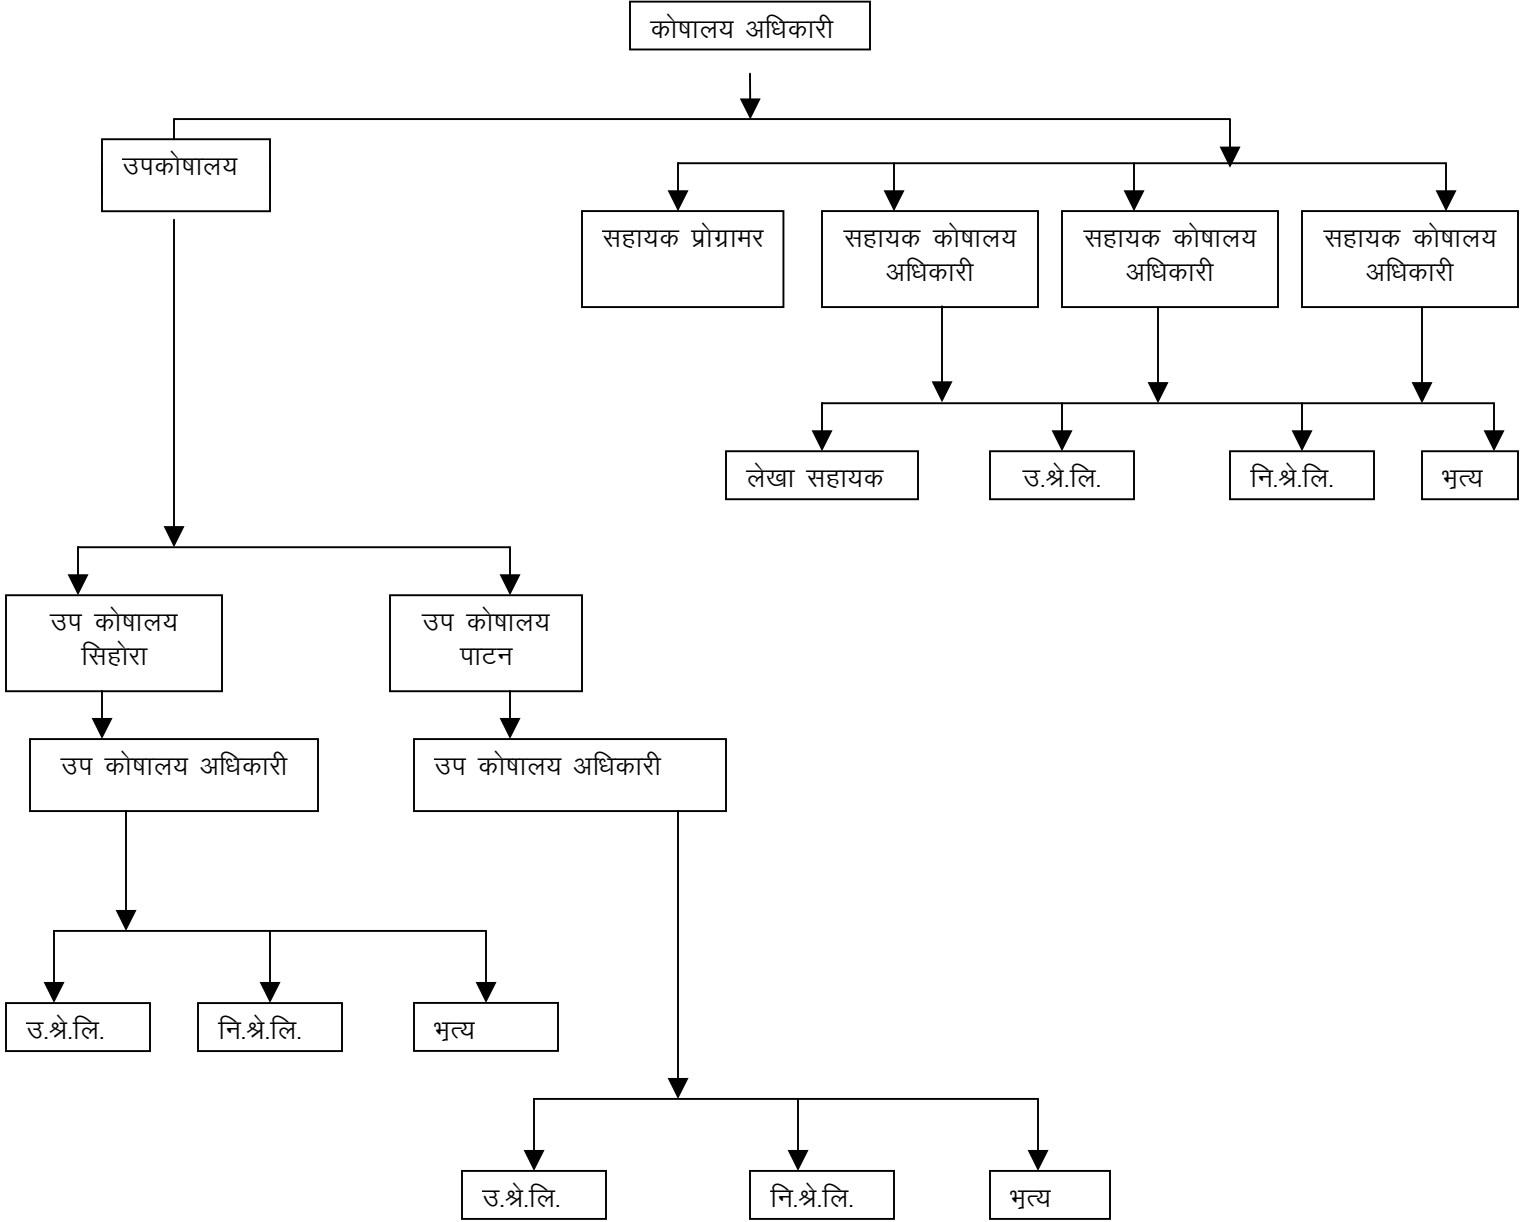 कोषालय अधिकारी
उपकोषालय
सहायक प्रोग्रामर
सहायक कोषालय
अधिकारी
सहायक कोषालय
अधिकारी
सहायक कोषालय
अधिकारी
लेखा सहायक
उ.श्रे.लि.
नि.श्रे.लि.
भृत्य
उप कोषालय
सिहोरा
उप कोषालय
पाटन
उप कोषालय अधिकारी
उप कोषालय अधिकारी
उ.श्रे.लि.
नि.श्रे.लि.
भृत्य
उ.श्रे.लि.
नि.श्रे.लि.
भृत्य